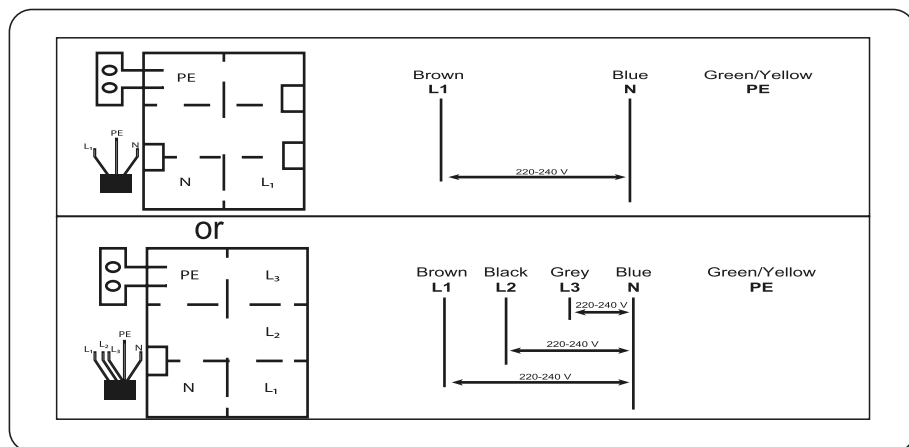 Brown Blue Green/Yellow
L1 N PE
PE
L₁ PE N
220-240 V
N L₁
or
Brown Black Grey Blue Green/Yellow
L1 L2 L3 N PE
PE L₃
220-240 V
L₂
L₁ L₂ L₃ PE N
220-240 V
220-240 V
N L₁